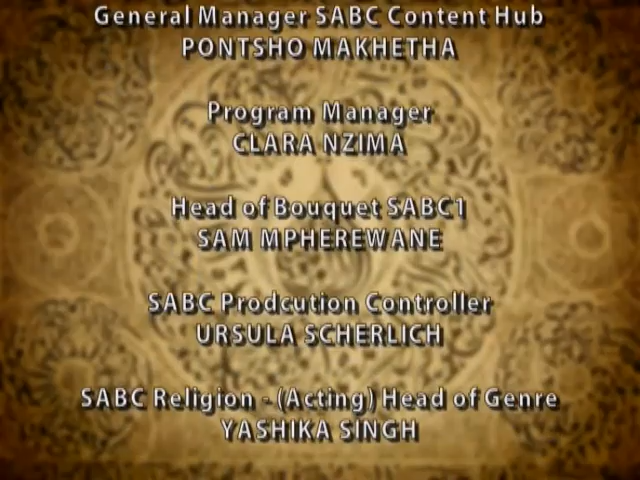 General Manager SABC Content Hub
PONTSHO MAKHETHA
Program Manager
CLARA NZIMA
Head of Bouquet SABC1
SAM MPHEREWANE
SABC Prodcution Controller
URSULA SCHERLICH
SABC Religion - (Acting) Head of Genre
YASHIKA SINGH